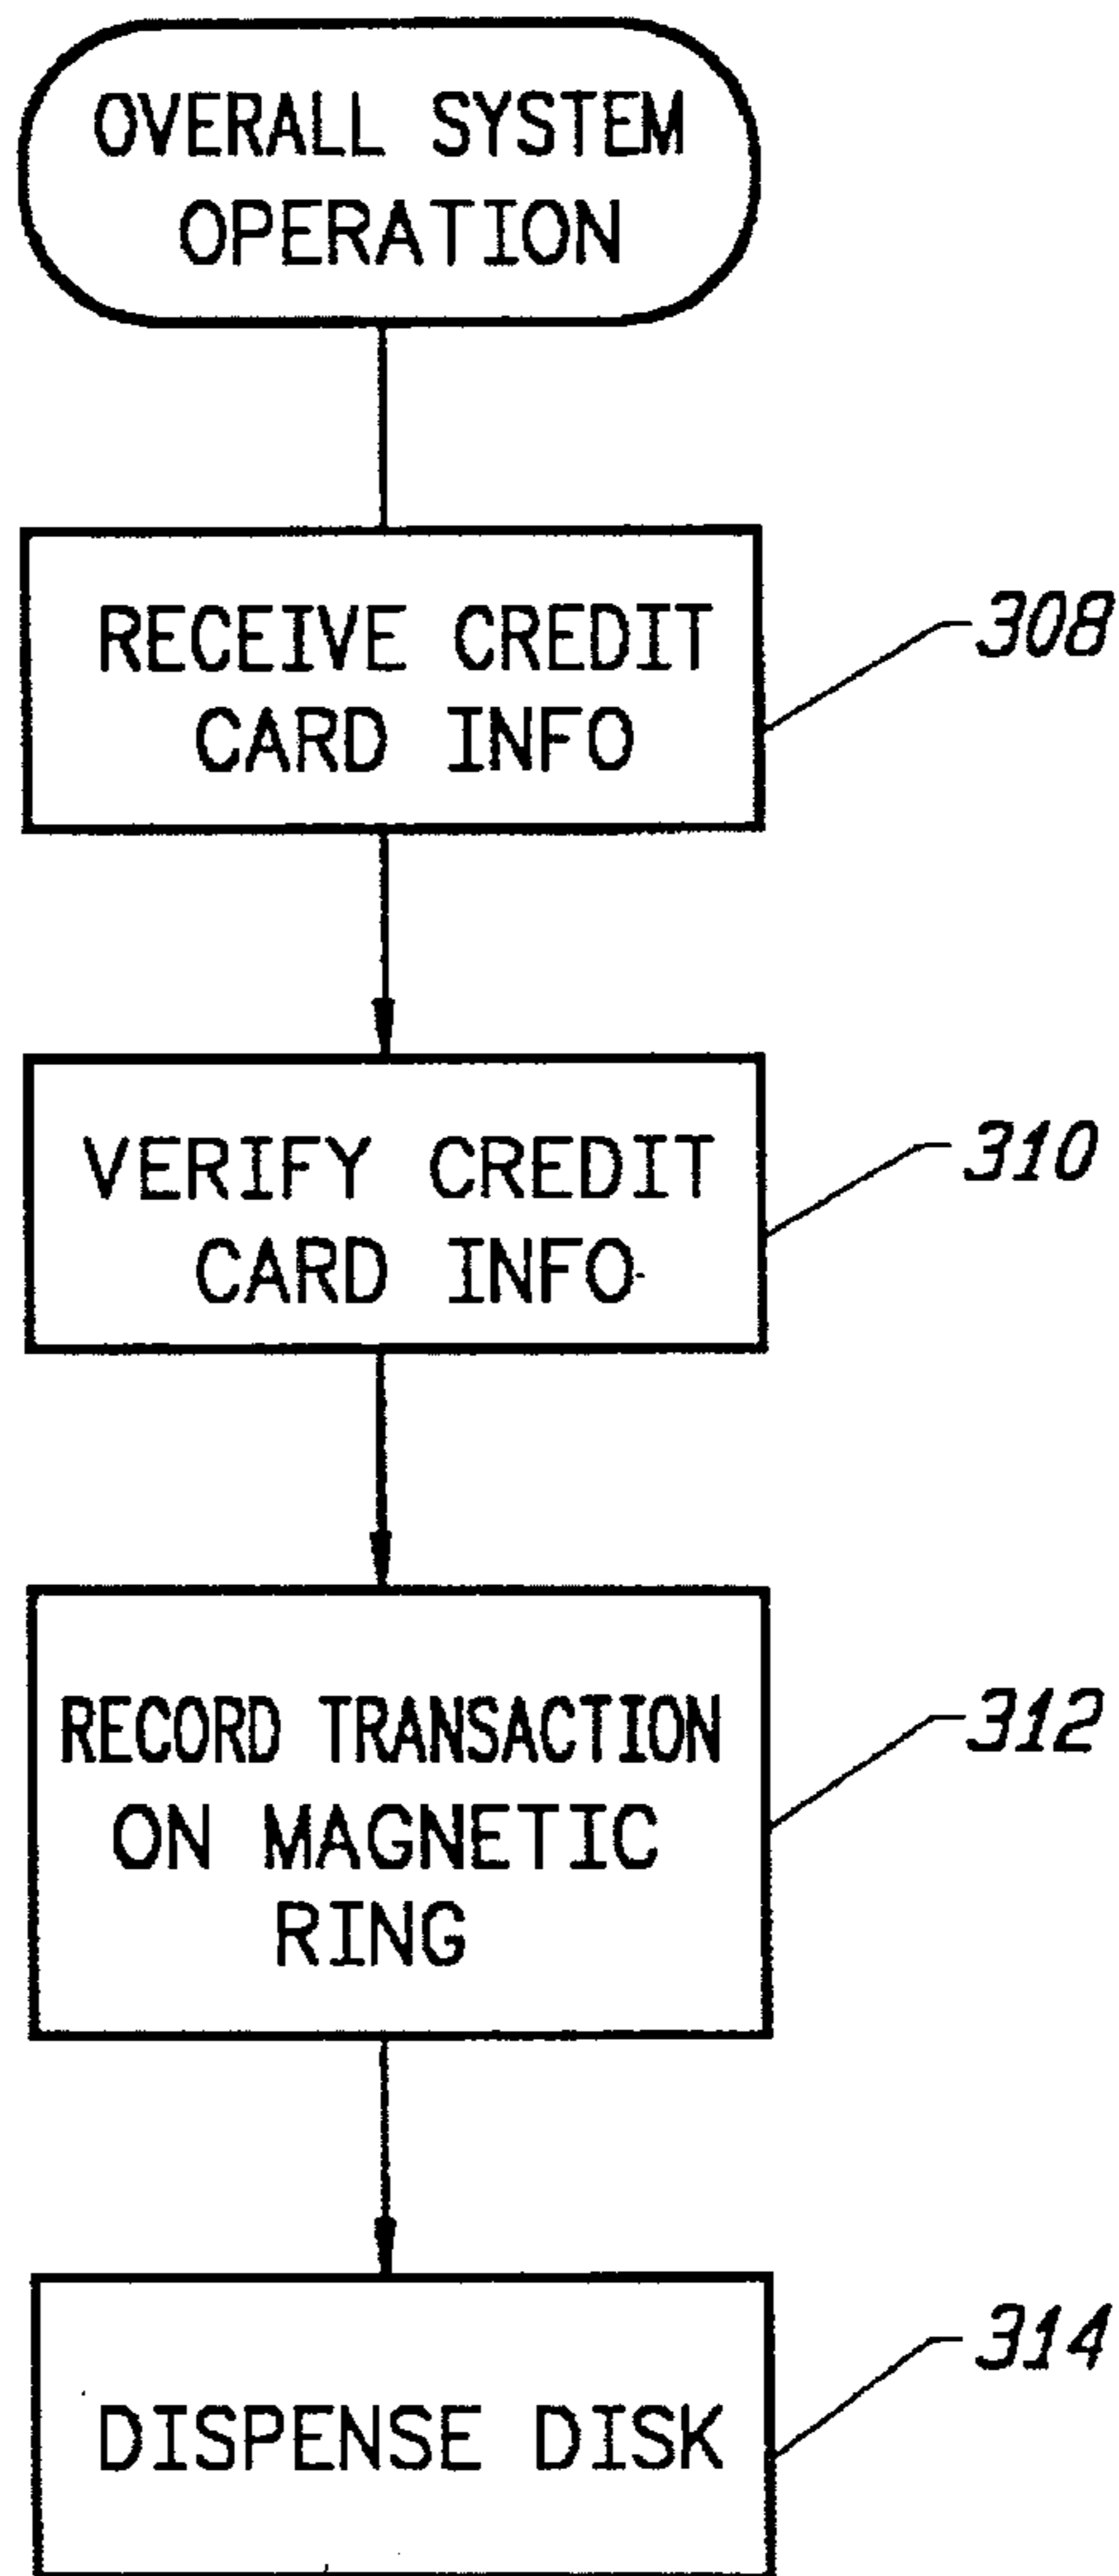 OVERALL SYSTEM
OPERATION
RECEIVE CREDIT
CARD INFO
308
VERIFY CREDIT
CARD INFO
310
RECORD TRANSACTION
ON MAGNETIC
RING
312
DISPENSE DISK
314